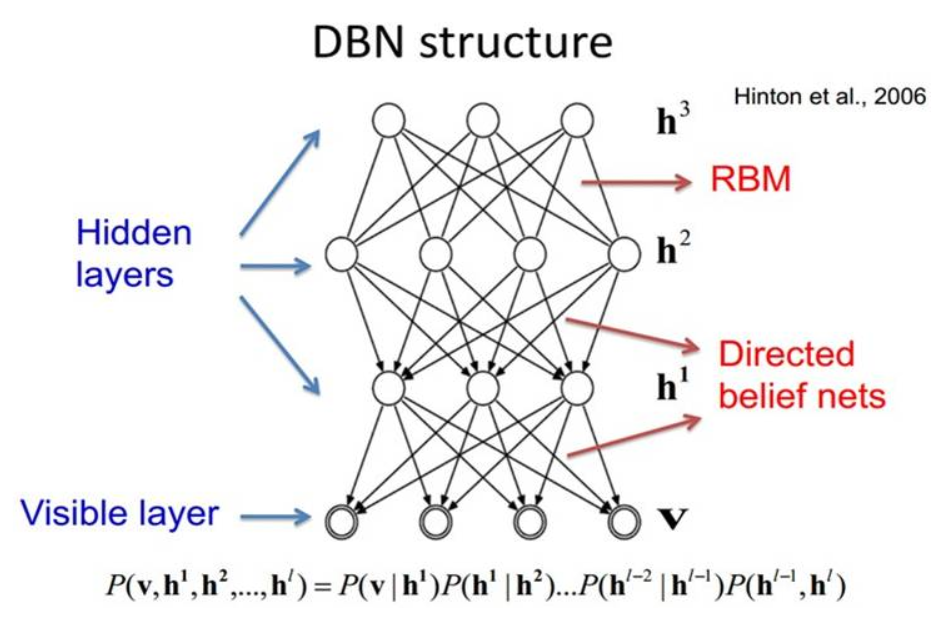 DBN structure
Hinton et al., 2006
h³
RBM
Hidden
layers
h²
Directed
belief nets
h¹
Visible layer
v
P(v,h¹,h²,...,hˡ) = P(v|h¹)P(h¹|h²)...P(hˡ⁻²|hˡ⁻¹)P(hˡ⁻¹,hˡ)